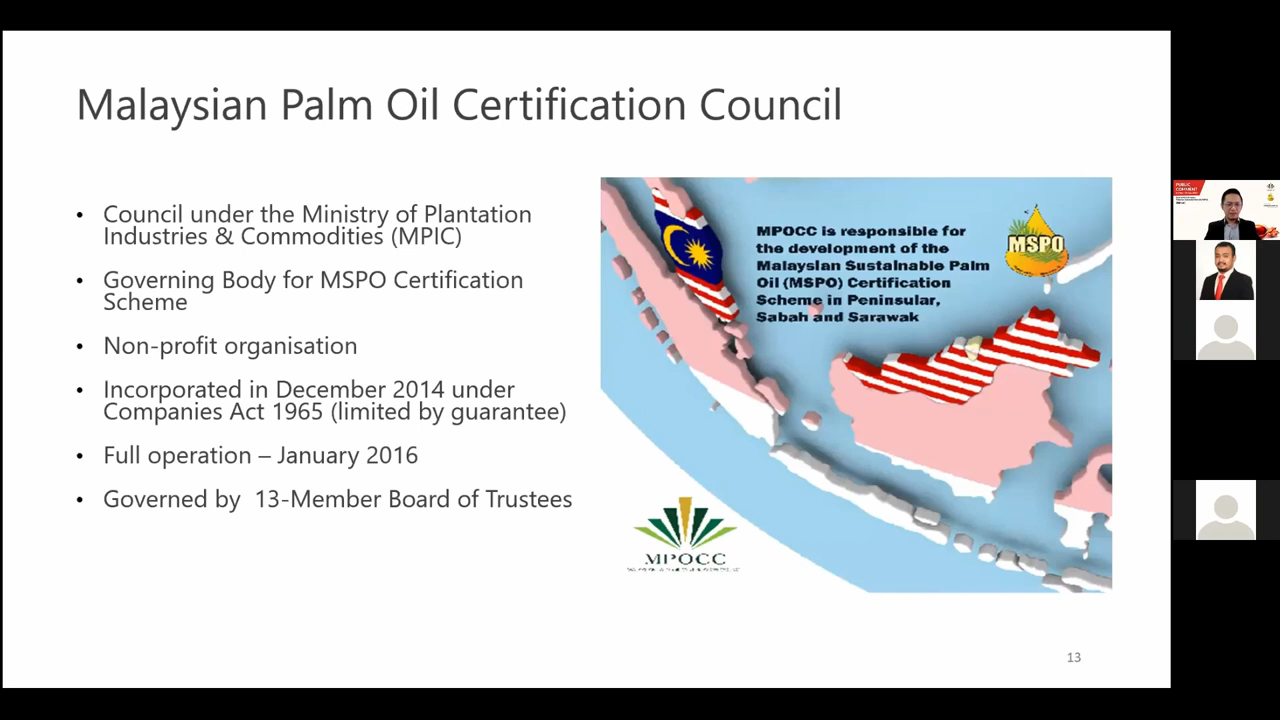 Malaysian Palm Oil Certification Council
• Council under the Ministry of Plantation
Industries & Commodities (MPIC)
• Governing Body for MSPO Certification
Scheme
• Non-profit organisation
• Incorporated in December 2014 under
Companies Act 1965 (limited by guarantee)
• Full operation – January 2016
• Governed by  13-Member Board of Trustees
MPOCC is responsible for
the development of the
Malaysian Sustainable Palm
Oil (MSPO) Certification
Scheme in Peninsular,
Sabah and Sarawak
MSPO
MPOCC
13
PUBLIC
COMMENT